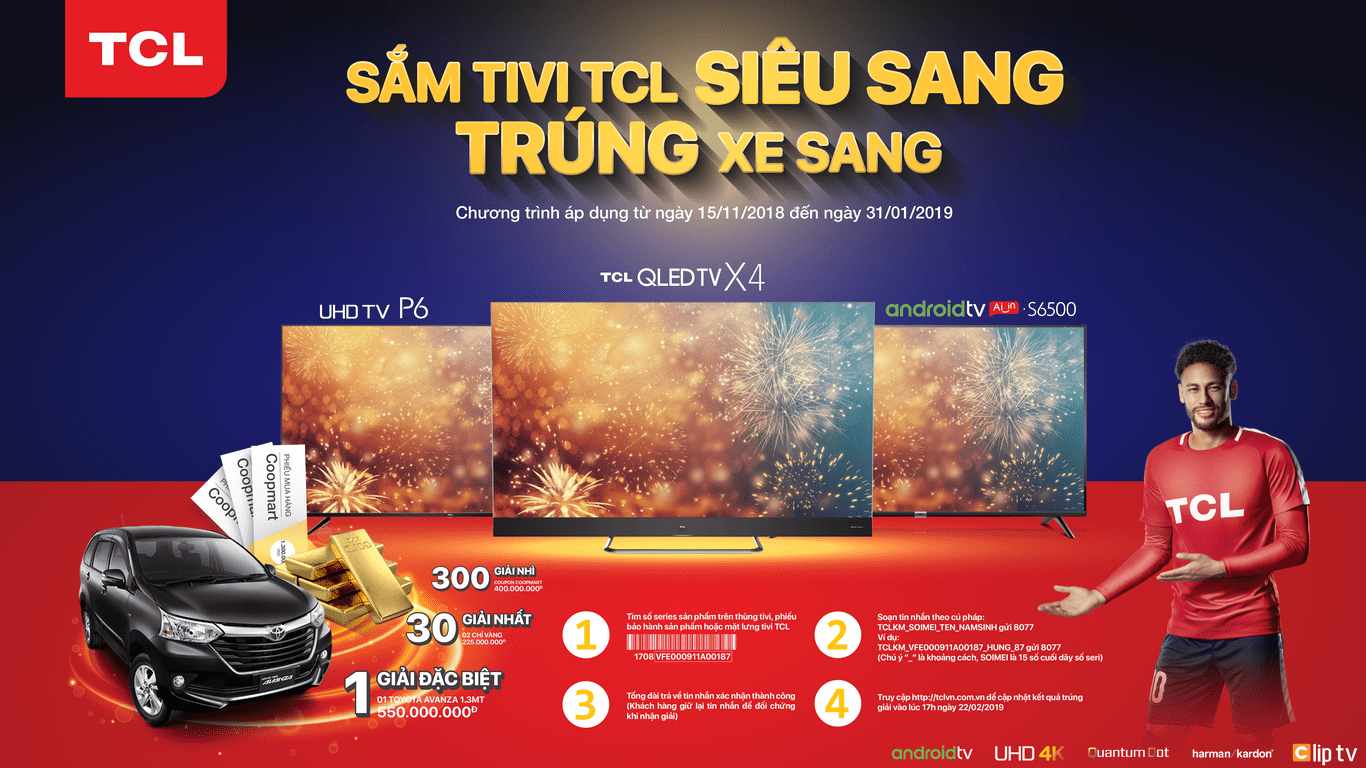 TCL
SẮM TIVI TCL SIÊU SANG
TRÚNG XE SANG
Chương trình áp dụng từ ngày 15/11/2018 đến ngày 31/01/2019
TCL QLED TV X4
UHD TV P6
androidtv Ai in · S6500
PHIẾU MUA HÀNG
Coopmart
Coopmart
Coopmart
TCL
TCL
TCL
300 GIẢI NHÌ
COUPON COOPMART
400.000.000Đ
30 GIẢI NHẤT
02 CHỈ VÀNG
225.000.000Đ
1 GIẢI ĐẶC BIỆT
01 TOYOTA AVANZA 1.3MT
550.000.000Đ
AVANZA
1
Tìm số series sản phẩm trên thùng tivi, phiếu
bảo hành sản phẩm hoặc mặt lưng tivi TCL
1708 VFE000911A00187
2
Soạn tin nhắn theo cú pháp:
TCLKM_SOIMEI_TEN_NAMSINH gửi 8077
Ví dụ:
TCLKM_VFE000911A00187_HUNG_87 gửi 8077
(Chú ý "_" là khoảng cách, SOIMEI là 15 số cuối dãy số seri)
3
Tổng đài trả về tin nhắn xác nhận thành công
(Khách hàng giữ lại tin nhắn để đối chứng
khi nhận giải)
4
Truy cập http://tclvn.com.vn để cập nhật kết quả trúng
giải vào lúc 17h ngày 22/02/2019
androidtv UHD 4K Quantum Dot harman/kardon Clip tv